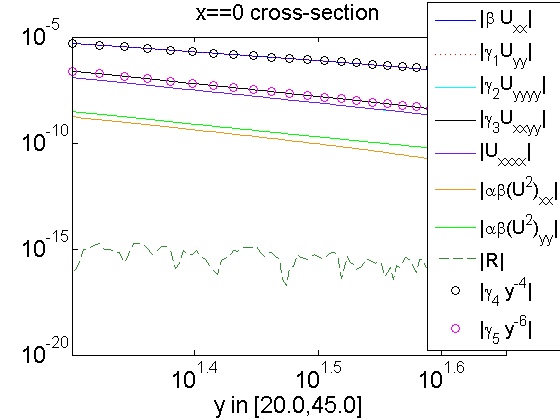 x==0 cross-section
10^-5
10^-10
10^-15
10^-20
10^1.4 10^1.5 10^1.6
y in [20.0,45.0]
|β U_xx|
|γ_1 U_yy|
|γ_2 U_yyyy|
|γ_3 U_xxyy|
|U_xxxx|
|αβ(U^2)_xx|
|αβ(U^2)_yy|
|R|
|γ_4 y^-4|
|γ_5 y^-6|